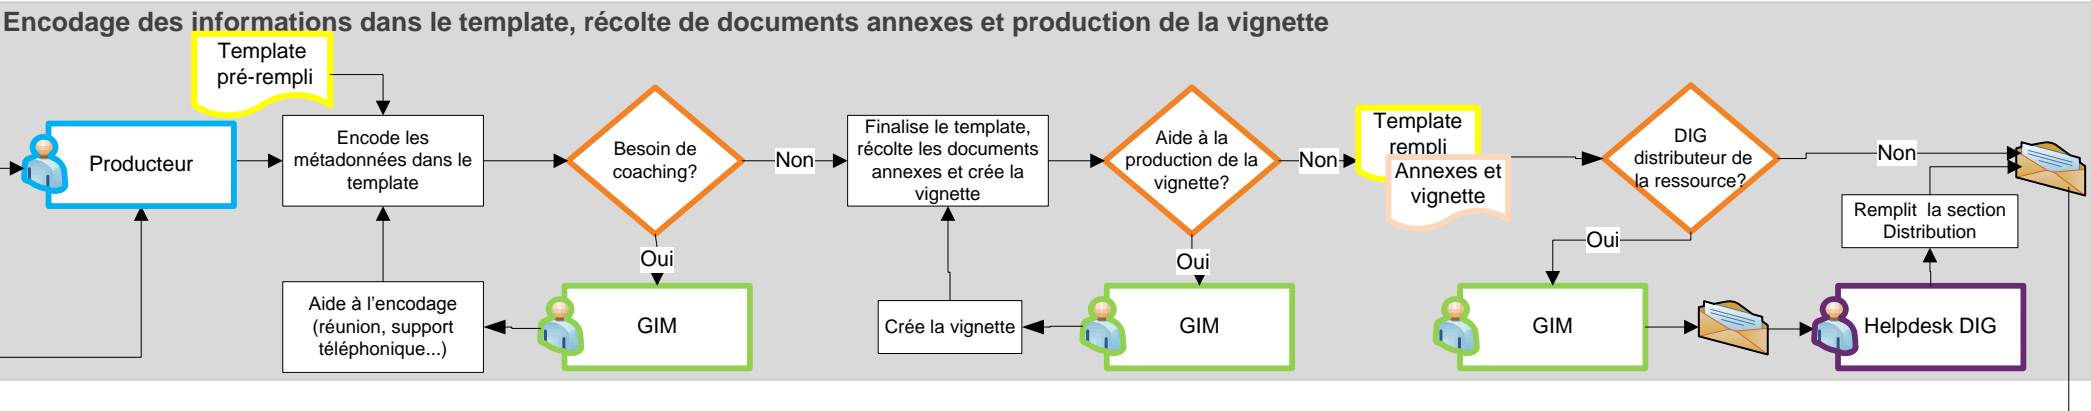 Encodage des informations dans le template, récolte de documents annexes et production de la vignette
Template
pré-rempli
Producteur
Encode les
métadonnées dans le
template
Besoin de
coaching?
Non
Oui
GIM
Aide à l'encodage
(réunion, support
téléphonique...)
Finalise le template,
récolte les documents
annexes et crée la
vignette
Aide à la
production de la
vignette?
Non
Oui
GIM
Crée la vignette
Template
rempli
Annexes et
vignette
DIG
distributeur de
la ressource?
Non
Oui
GIM
Helpdesk DIG
Remplit la section
Distribution